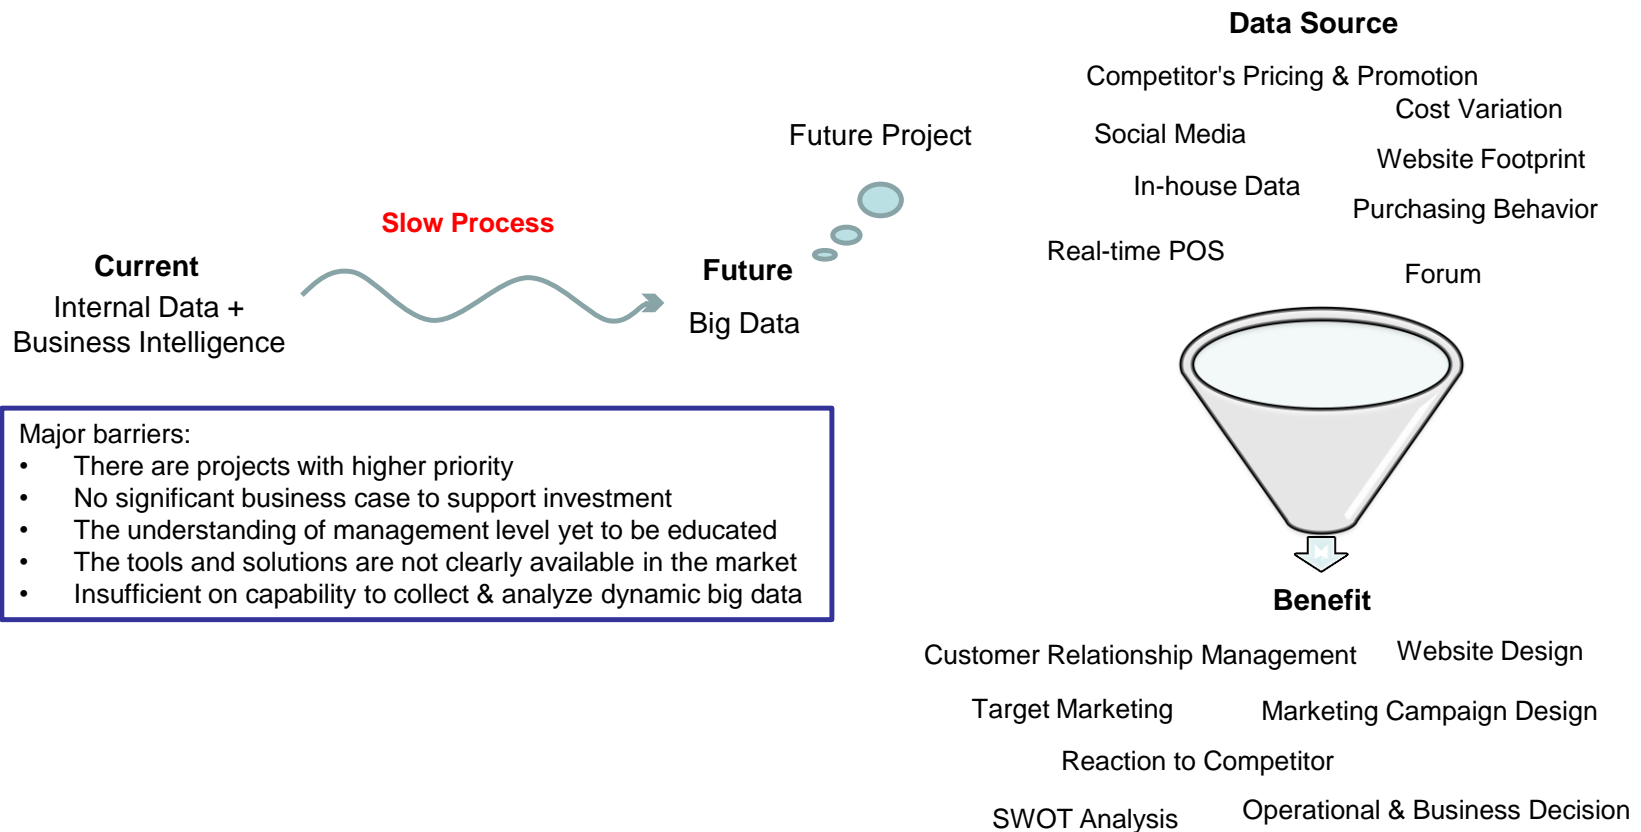 Data Source
Competitor's Pricing & Promotion
Cost Variation
Social Media
Website Footprint
In-house Data
Purchasing Behavior
Real-time POS
Forum
Future Project
Slow Process
Current
Internal Data +
Business Intelligence
Future
Big Data
Major barriers:
• There are projects with higher priority
• No significant business case to support investment
• The understanding of management level yet to be educated
• The tools and solutions are not clearly available in the market
• Insufficient on capability to collect & analyze dynamic big data
Benefit
Customer Relationship Management
Website Design
Target Marketing
Marketing Campaign Design
Reaction to Competitor
SWOT Analysis
Operational & Business Decision